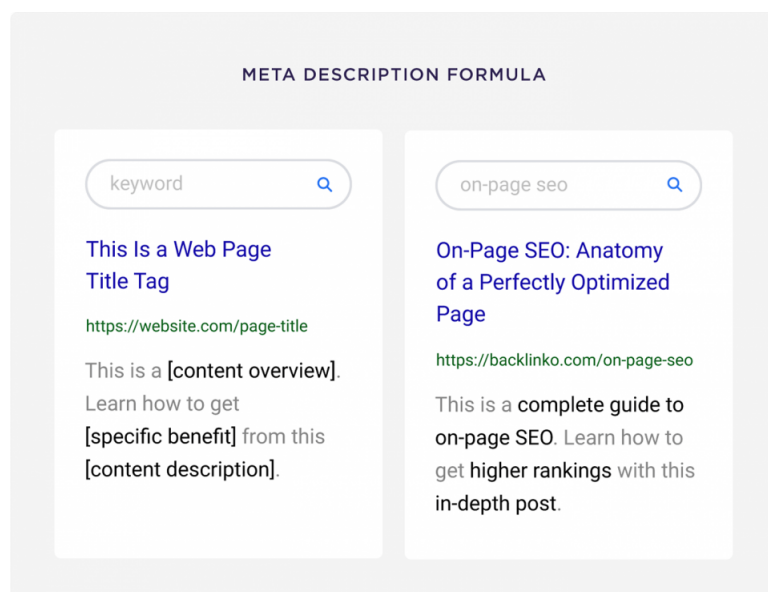 META DESCRIPTION FORMULA
keyword
This Is a Web Page
Title Tag
https://website.com/page-title
This is a [content overview].
Learn how to get
[specific benefit] from this
[content description].
on-page seo
On-Page SEO: Anatomy
of a Perfectly Optimized
Page
https://backlinko.com/on-page-seo
This is a complete guide to
on-page SEO. Learn how to
get higher rankings with this
in-depth post.